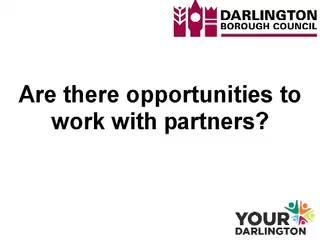 DARLINGTON
BOROUGH COUNCIL
Are there opportunities to
work with partners?
YOUR
DARLINGTON